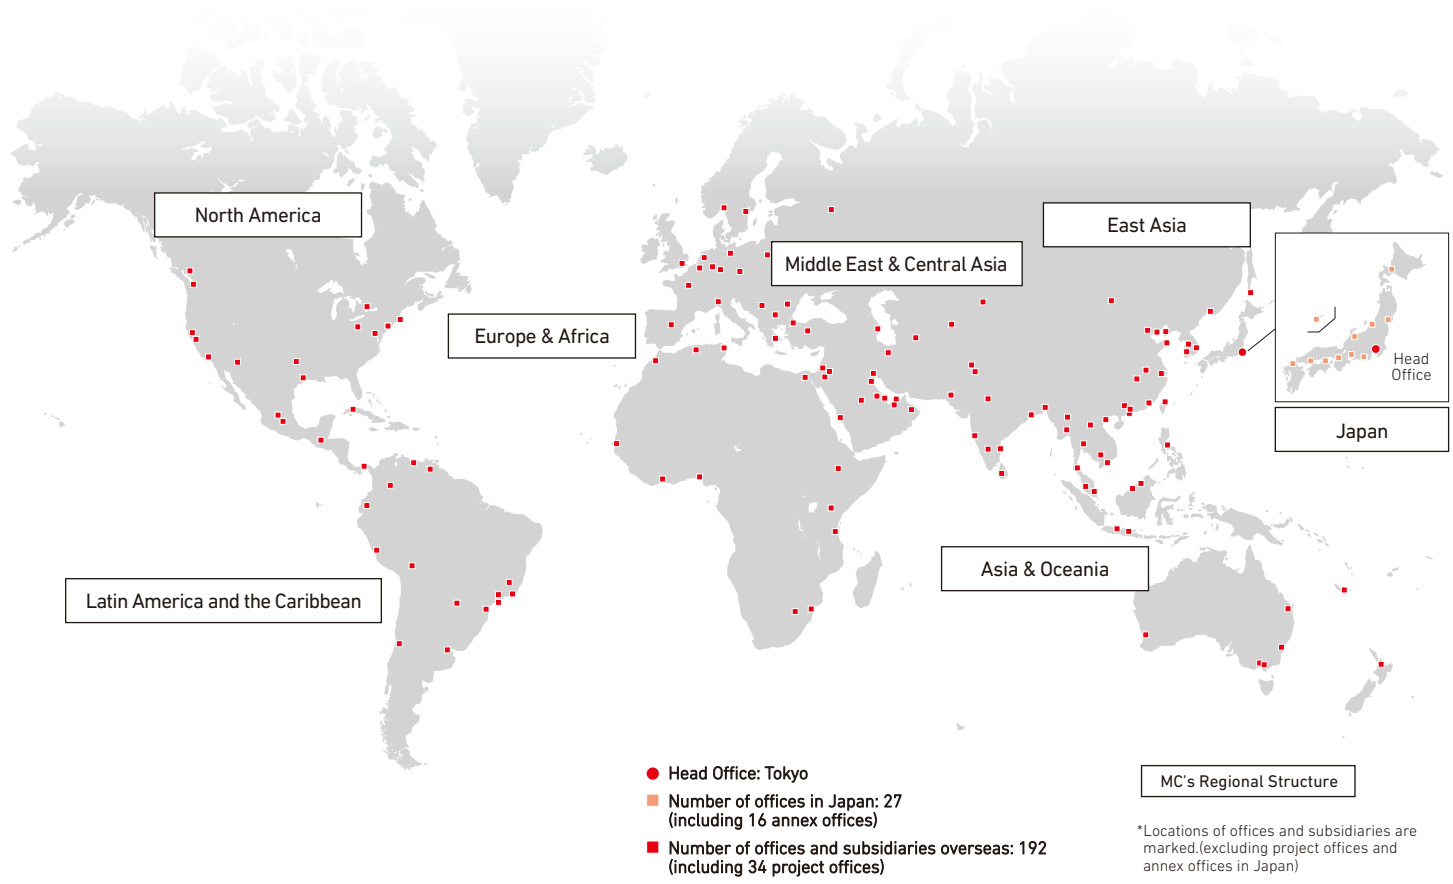 North America
East Asia
Middle East & Central Asia
Europe & Africa
Head
Office
Japan
Asia & Oceania
Latin America and the Caribbean
Head Office: Tokyo
Number of offices in Japan: 27
(including 16 annex offices)
Number of offices and subsidiaries overseas: 192
(including 34 project offices)
MC's Regional Structure
*Locations of offices and subsidiaries are
marked.(excluding project offices and
annex offices in Japan)